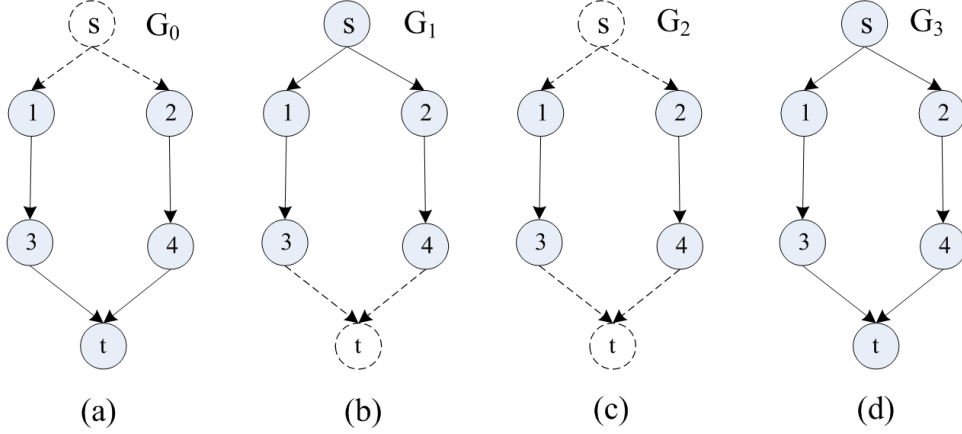 s G₀ s G₁ s G₂ s G₃
1 2 1 2 1 2 1 2
3 4 3 4 3 4 3 4
t t t t
(a) (b) (c) (d)